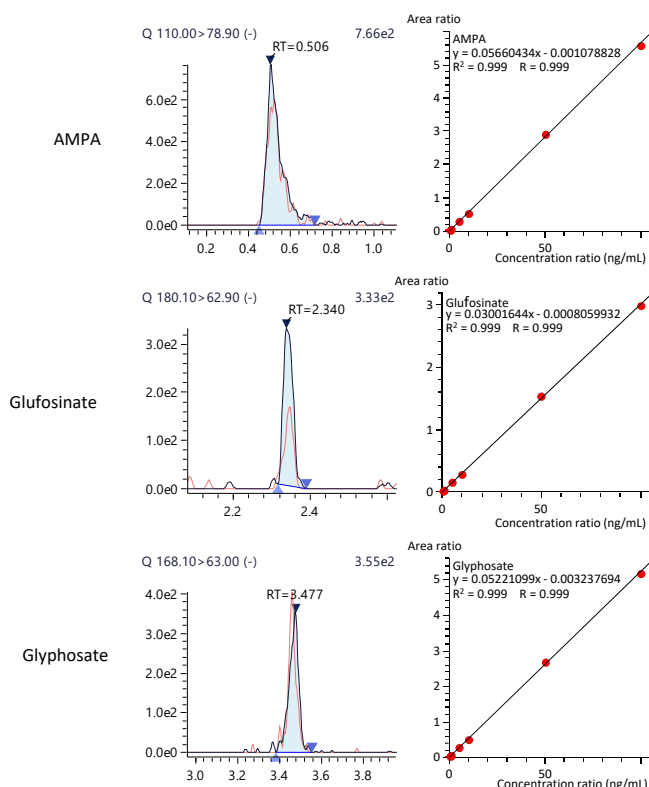 AMPA
Q 110.00>78.90 (-) 7.66e2
RT=0.506
6.0e2
4.0e2
2.0e2
0.0e0
0.2 0.4 0.6 0.8 1.0
Area ratio
AMPA
y = 0.05660434x - 0.001078828
R² = 0.999 R = 0.999
5
4
3
2
1
0
0 50
Concentration ratio (ng/mL)
Glufosinate
Q 180.10>62.90 (-) 3.33e2
RT=2.340
3.0e2
2.0e2
1.0e2
0.0e0
2.2 2.4
Area ratio
Glufosinate
y = 0.03001644x - 0.0008059932
R² = 0.999 R = 0.999
3
2
1
0
0 50
Concentration ratio (ng/mL)
Glyphosate
Q 168.10>63.00 (-) 3.55e2
RT=3.477
4.0e2
3.0e2
2.0e2
1.0e2
0.0e0
3.0 3.2 3.4 3.6 3.8
Area ratio
Glyphosate
y = 0.05221099x - 0.003237694
R² = 0.999 R = 0.999
5
4
3
2
1
0
0 50
Concentration ratio (ng/mL)